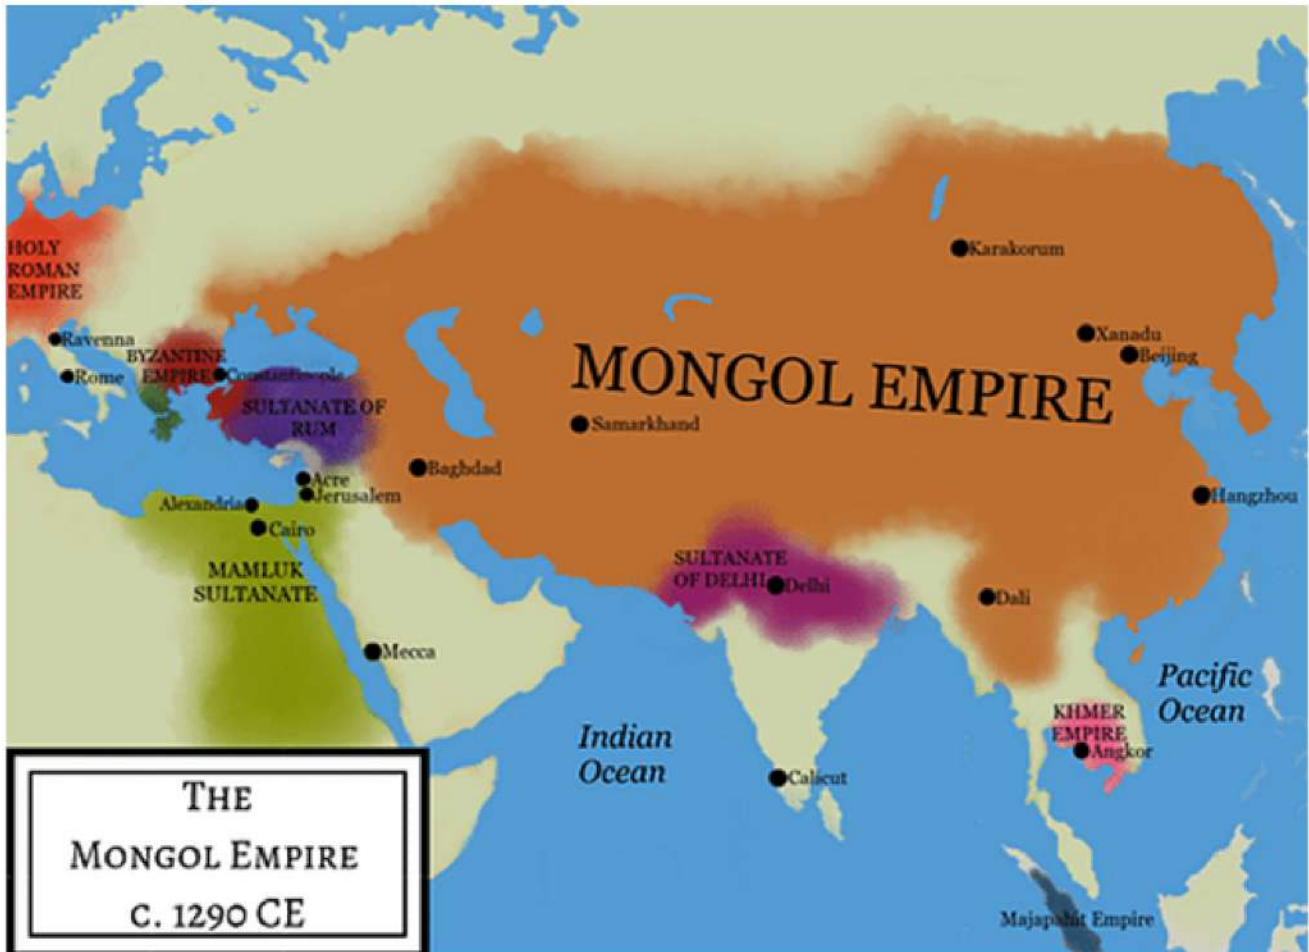 HOLY
ROMAN
EMPIRE
Ravenna
Rome
BYZANTINE
EMPIRE
Constantinople
SULTANATE OF
RUM
Acre
Jerusalem
Alexandria
Cairo
MAMLUK
SULTANATE
Mecca
Baghdad
Samarkhand
MONGOL EMPIRE
Karakorum
Xanadu
Beijing
Hangzhou
SULTANATE
OF DELHI
Delhi
Dali
Pacific
Ocean
KHMER
EMPIRE
Angkor
Indian
Ocean
Calicut
Majapahit Empire
THE
MONGOL EMPIRE
C. 1290 CE